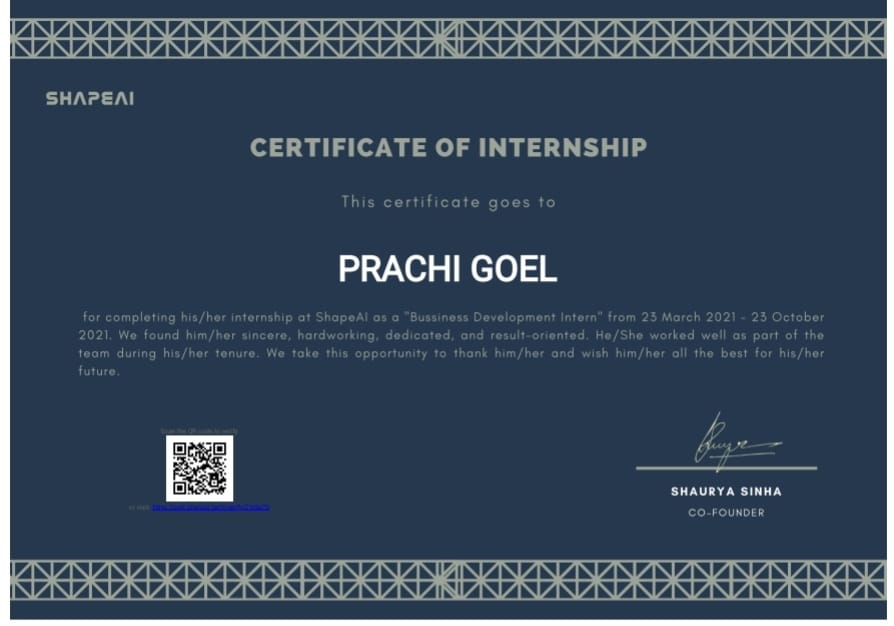 SHAPEAI
CERTIFICATE OF INTERNSHIP
This certificate goes to
PRACHI GOEL
for completing his/her internship at ShapeAI as a "Bussiness Development Intern" from 23 March 2021 - 23 October
2021. We found him/her sincere, hardworking, dedicated, and result-oriented. He/She worked well as part of the
team during his/her tenure. We take this opportunity to thank him/her and wish him/her all the best for his/her
future.
Scan the QR code to verify
or visit:
SHAURYA SINHA
CO-FOUNDER